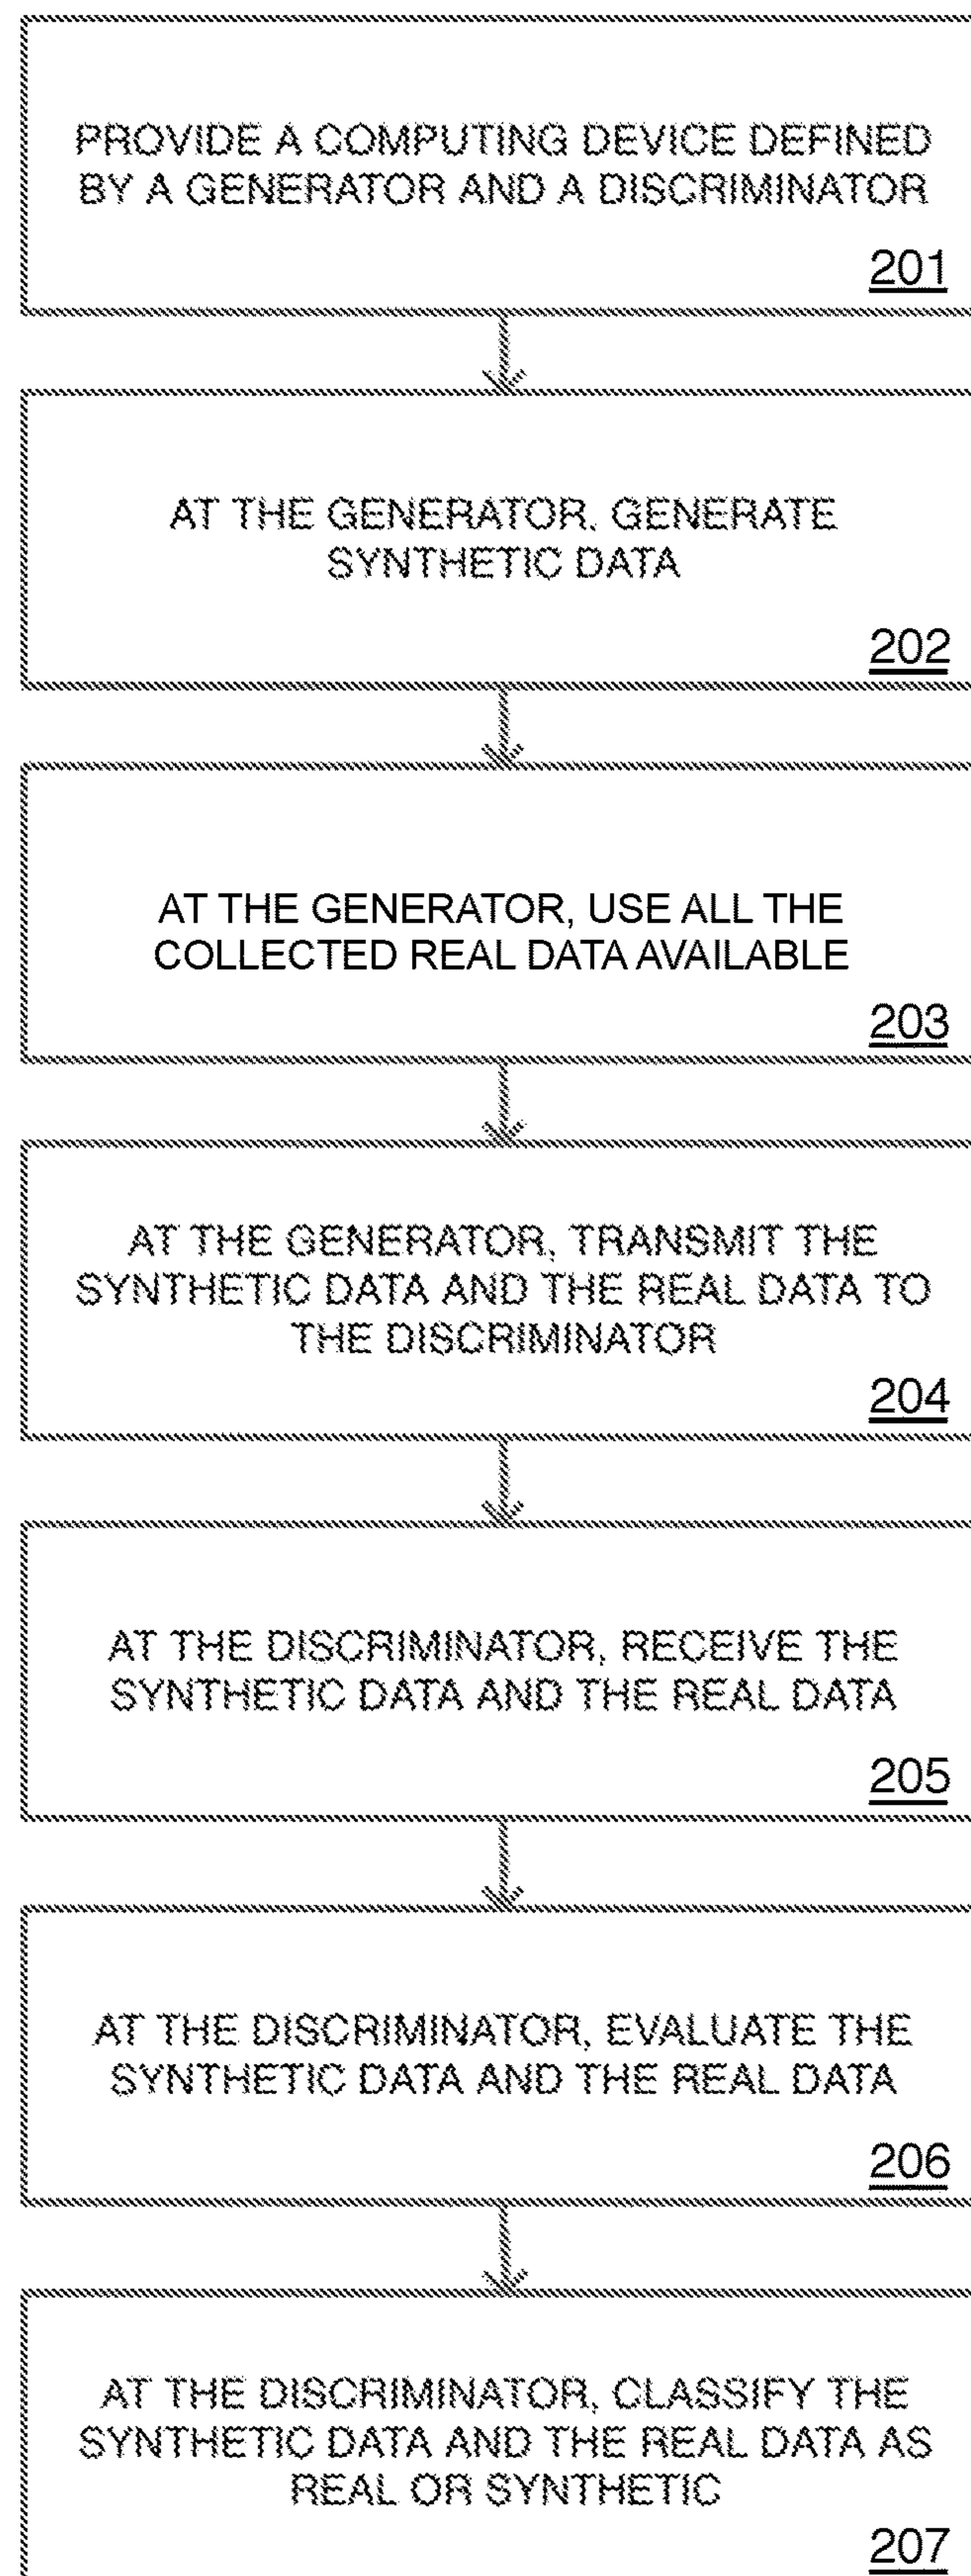 PROVIDE A COMPUTING DEVICE DEFINED
BY A GENERATOR AND A DISCRIMINATOR
201
AT THE GENERATOR, GENERATE
SYNTHETIC DATA
202
AT THE GENERATOR, USE ALL THE
COLLECTED REAL DATA AVAILABLE
203
AT THE GENERATOR, TRANSMIT THE
SYNTHETIC DATA AND THE REAL DATA TO
THE DISCRIMINATOR
204
AT THE DISCRIMINATOR, RECEIVE THE
SYNTHETIC DATA AND THE REAL DATA
205
AT THE DISCRIMINATOR, EVALUATE THE
SYNTHETIC DATA AND THE REAL DATA
206
AT THE DISCRIMINATOR, CLASSIFY THE
SYNTHETIC DATA AND THE REAL DATA AS
REAL OR SYNTHETIC
207